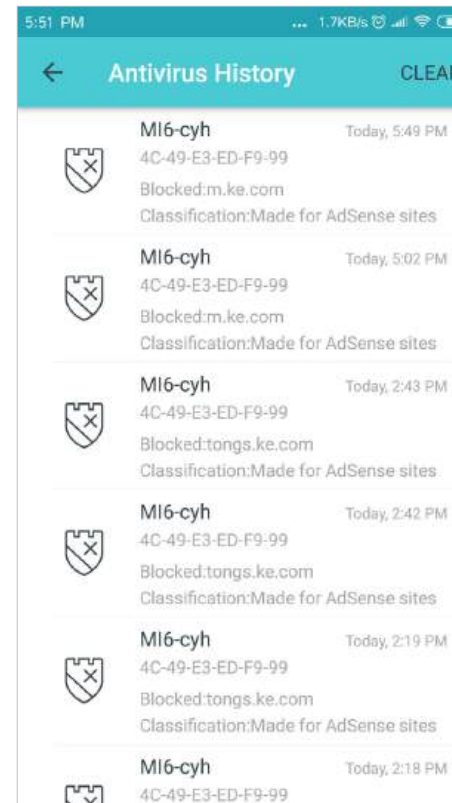 5:51 PM ... 1.7KB/s
Antivirus History CLEAR
MI6-cyh Today, 5:49 PM
4C-49-E3-ED-F9-99
Blocked:m.ke.com
Classification:Made for AdSense sites
MI6-cyh Today, 5:02 PM
4C-49-E3-ED-F9-99
Blocked:m.ke.com
Classification:Made for AdSense sites
MI6-cyh Today, 2:43 PM
4C-49-E3-ED-F9-99
Blocked:tongs.ke.com
Classification:Made for AdSense sites
MI6-cyh Today, 2:42 PM
4C-49-E3-ED-F9-99
Blocked:tongs.ke.com
Classification:Made for AdSense sites
MI6-cyh Today, 2:19 PM
4C-49-E3-ED-F9-99
Blocked:tongs.ke.com
Classification:Made for AdSense sites
MI6-cyh Today, 2:18 PM
4C-49-E3-ED-F9-99